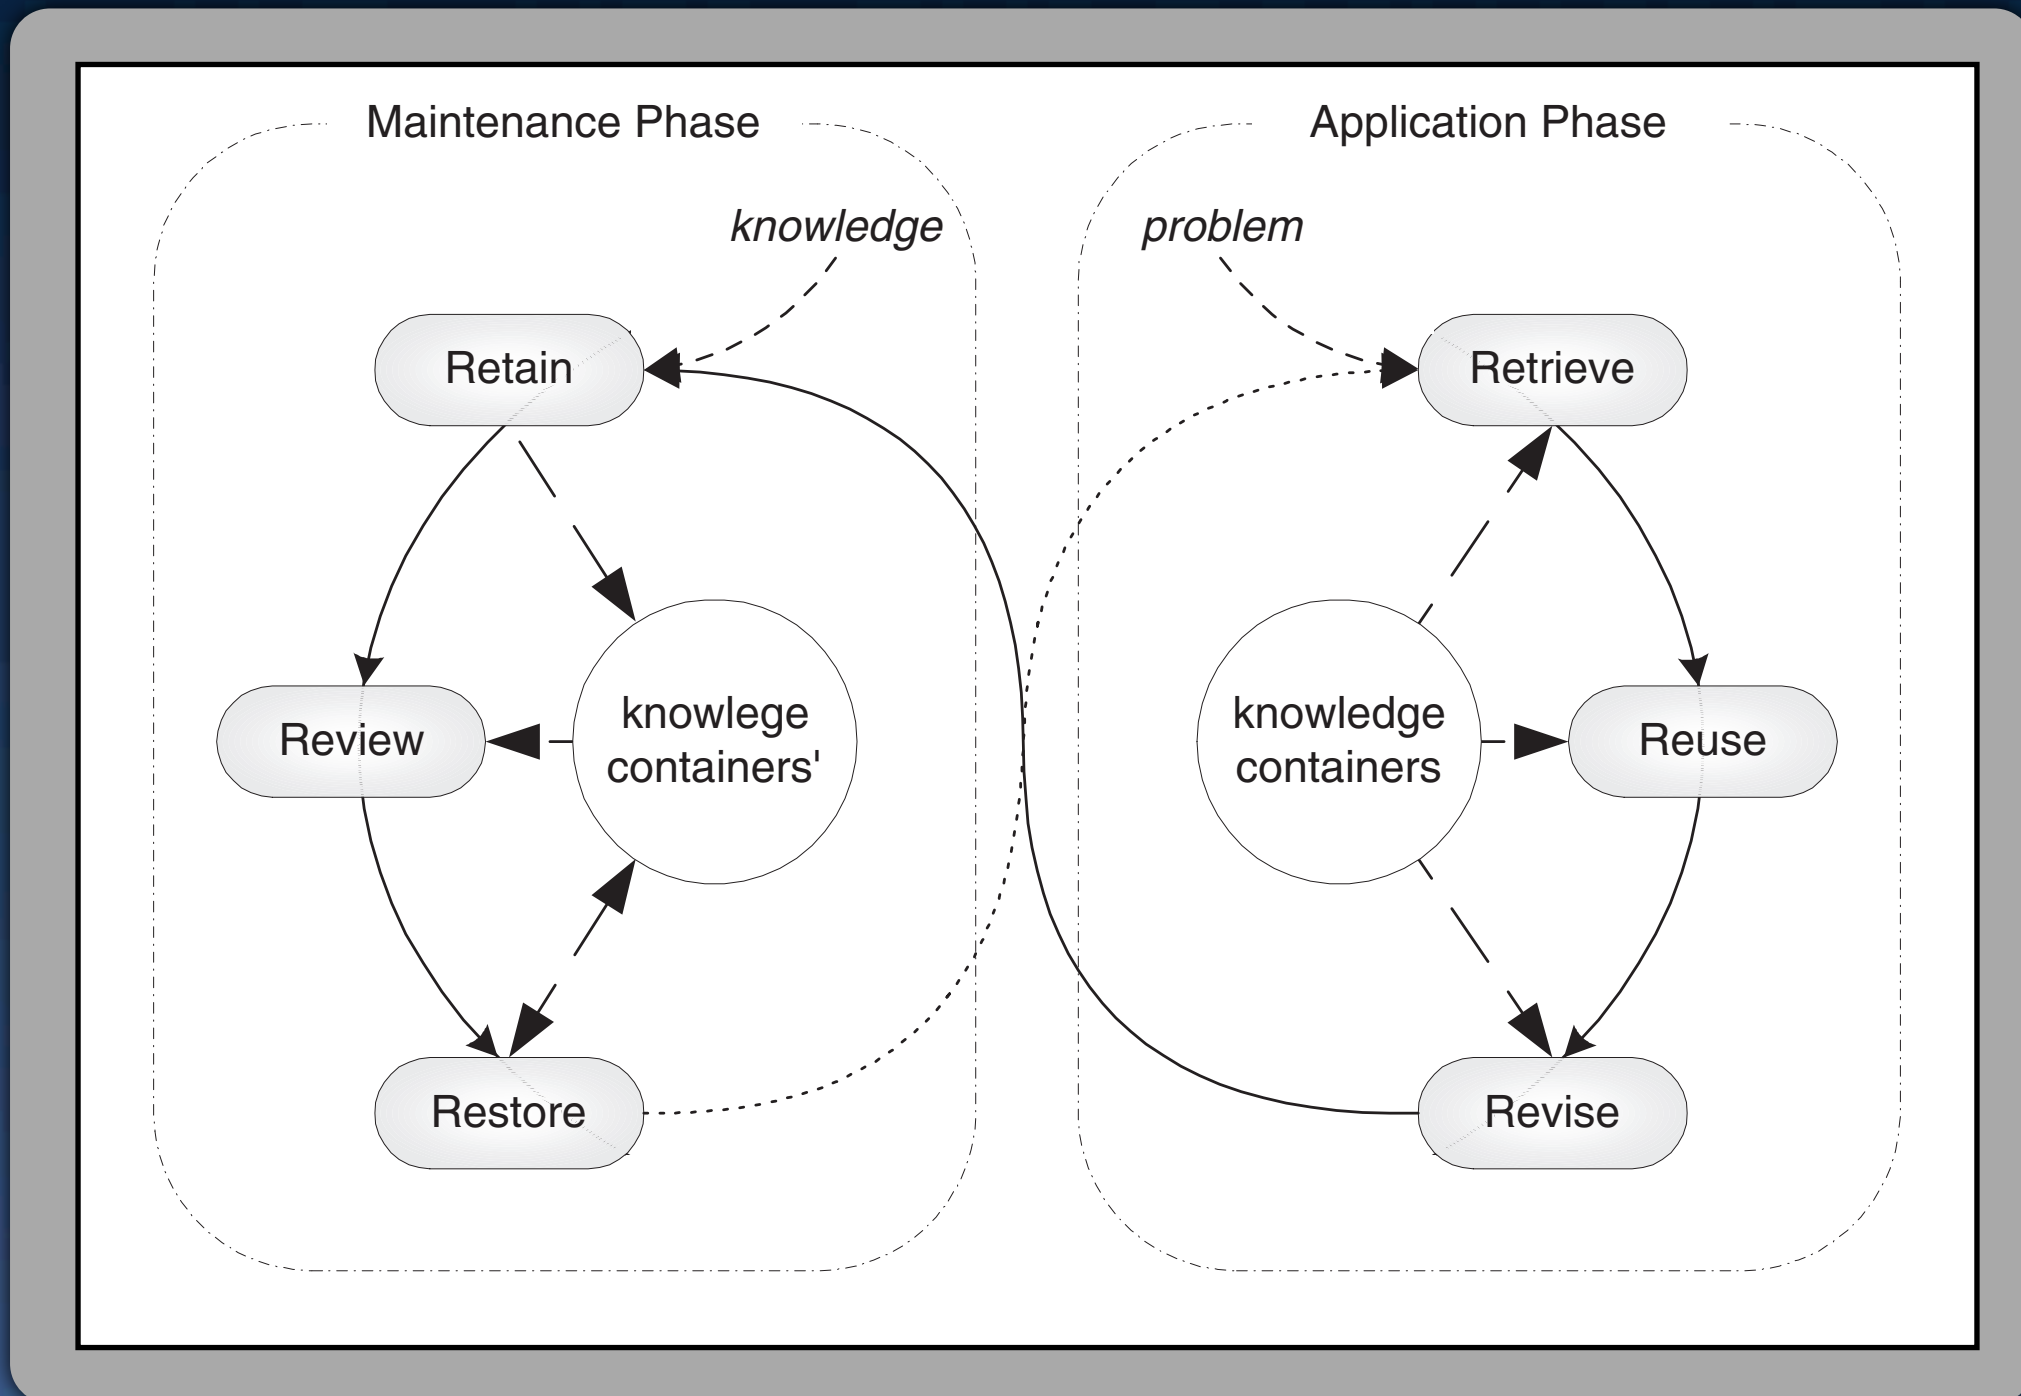 Maintenance Phase
Application Phase
knowledge
problem
Retain
Retrieve
Review
knowlege
containers'
knowledge
containers
Reuse
Restore
Revise